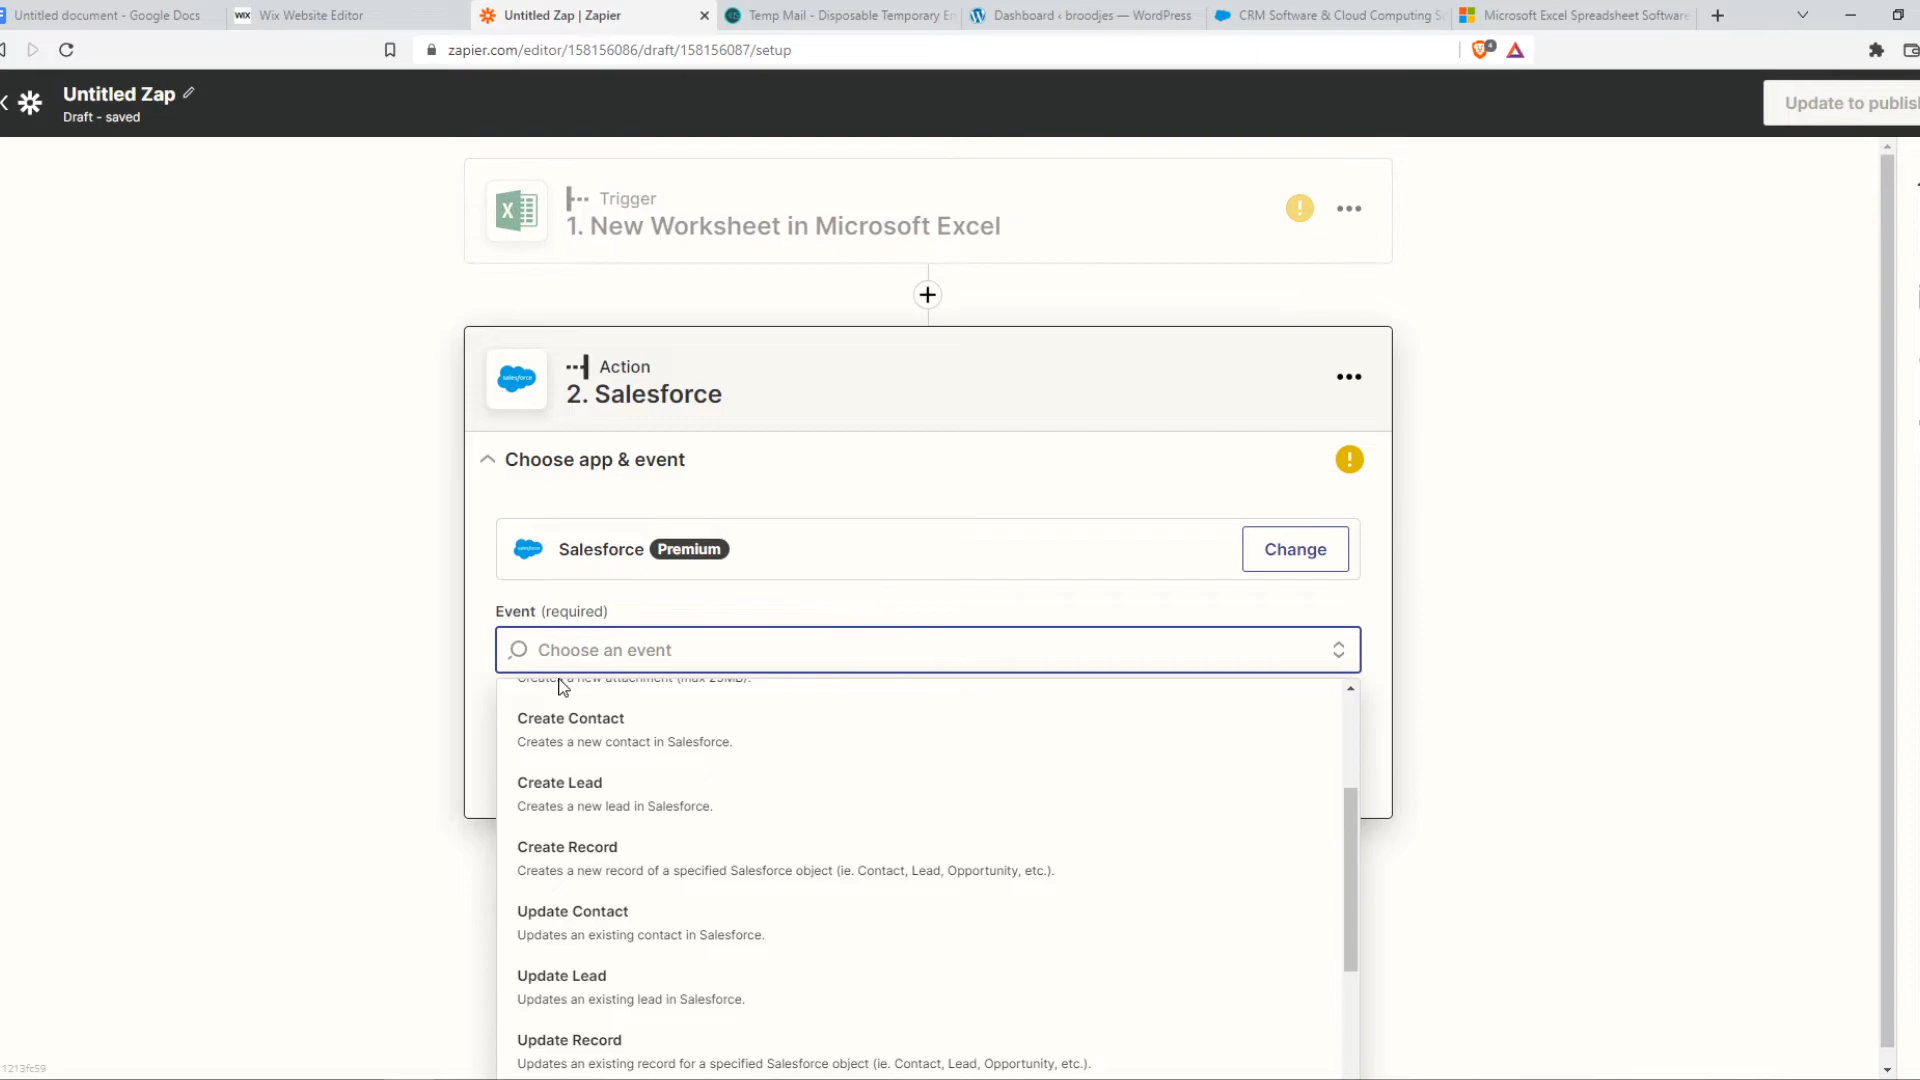 Untitled document - Google Docs
WIX Wix Website Editor
Untitled Zap | Zapier
Temp Mail - Disposable Temporary E
Dashboard ‹ broodjes — WordPress
CRM Software & Cloud Computing S
Microsoft Excel Spreadsheet Software
zapier.com/editor/158156086/draft/158156087/setup
4
Untitled Zap
Draft - saved
Update to publis
X
Trigger
1. New Worksheet in Microsoft Excel
salesforce
Action
2. Salesforce
Choose app & event
Salesforce Premium
Change
Event (required)
Choose an event
Creates a new attachment (max 25MB).
Create Contact
Creates a new contact in Salesforce.
Create Lead
Creates a new lead in Salesforce.
Create Record
Creates a new record of a specified Salesforce object (ie. Contact, Lead, Opportunity, etc.).
Update Contact
Updates an existing contact in Salesforce.
Update Lead
Updates an existing lead in Salesforce.
Update Record
Updates an existing record for a specified Salesforce object (ie. Contact, Lead, Opportunity, etc.).
1213fc59